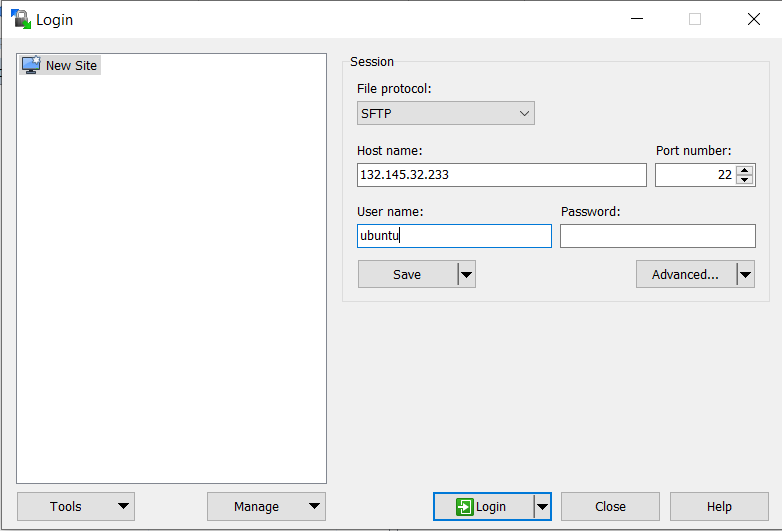 Login
New Site
Session
File protocol:
SFTP
Host name:
Port number:
132.145.32.233
22
User name:
Password:
ubuntu
Save
Advanced...
Tools
Manage
Login
Close
Help